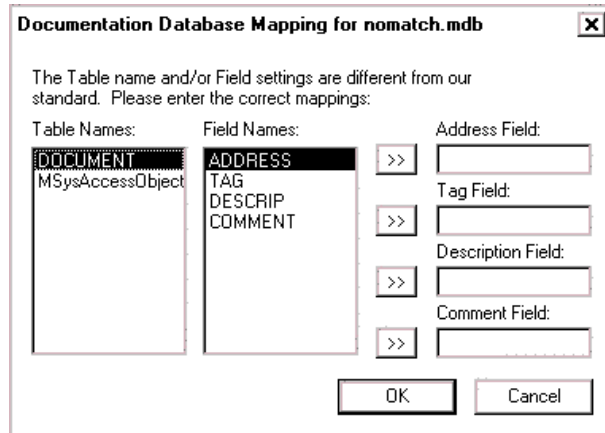 Documentation Database Mapping for nomatch.mdb
The Table name and/or Field settings are different from our
standard. Please enter the correct mappings:
Table Names:
DOCUMENT
MSysAccessObject
Field Names:
ADDRESS
TAG
DESCRIP
COMMENT
>>
Address Field:
>>
Tag Field:
>>
Description Field:
>>
Comment Field:
OK
Cancel